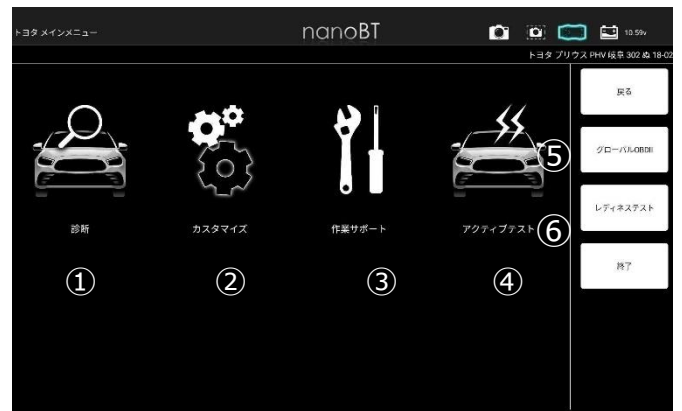 トヨタ メインメニュー
nanoBT
10.59v
トヨタ プリウス PHV 岐阜 302 ぬ 18-02
戻る
⑤
グローバルOBDII
診断
カスタマイズ
作業サポート
アクティブテスト
⑥
レディネステスト
①
②
③
④
終了